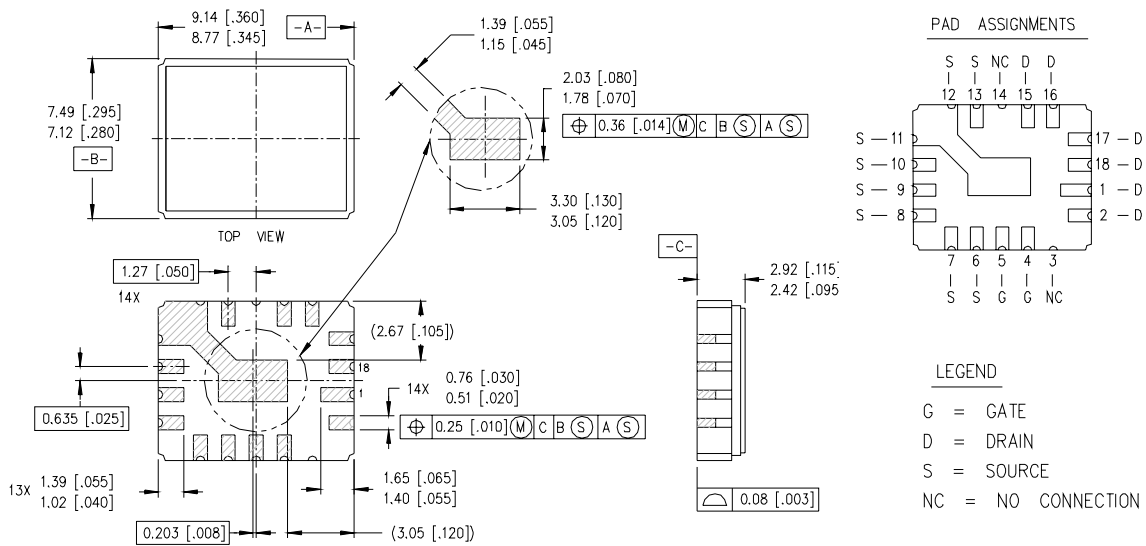 9.14 [.360]
8.77 [.345]
-A-
7.49 [.295]
7.12 [.280]
-B-
TOP VIEW
1.39 [.055]
1.15 [.045]
2.03 [.080]
1.78 [.070]
⌖ 0.36 [.014] Ⓜ C B Ⓢ A Ⓢ
3.30 [.130]
3.05 [.120]
PAD ASSIGNMENTS
S S NC D D
12 13 14 15 16
S — 11
S — 10
S — 9
S — 8
17 — D
18 — D
1 — D
2 — D
7 6 5 4 3
S S G G NC
1.27 [.050]
14X
(2.67 [.105])
18
1
0.635 [.025]
14X
0.76 [.030]
0.51 [.020]
⌖ 0.25 [.010] Ⓜ C B Ⓢ A Ⓢ
13X
1.39 [.055]
1.02 [.040]
1.65 [.065]
1.40 [.055]
0.203 [.008]
(3.05 [.120])
-C-
2.92 [.115]
2.42 [.095
⌓ 0.08 [.003]
LEGEND
G = GATE
D = DRAIN
S = SOURCE
NC = NO CONNECTION